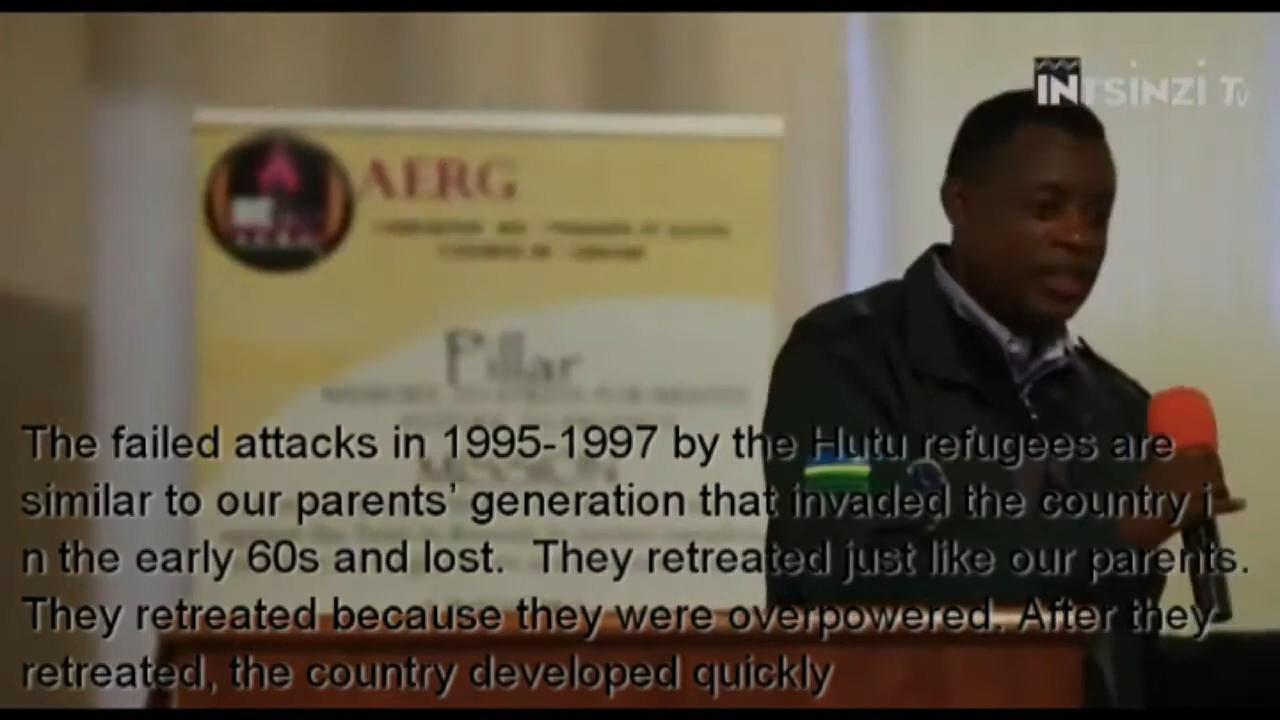 INTSINZI Tv
AERG
Pillar
MISSION
The failed attacks in 1995-1997 by the Hutu refugees are
similar to our parents’ generation that invaded the country i
n the early 60s and lost.  They retreated just like our parents.
They retreated because they were overpowered. After they
retreated, the country developed quickly